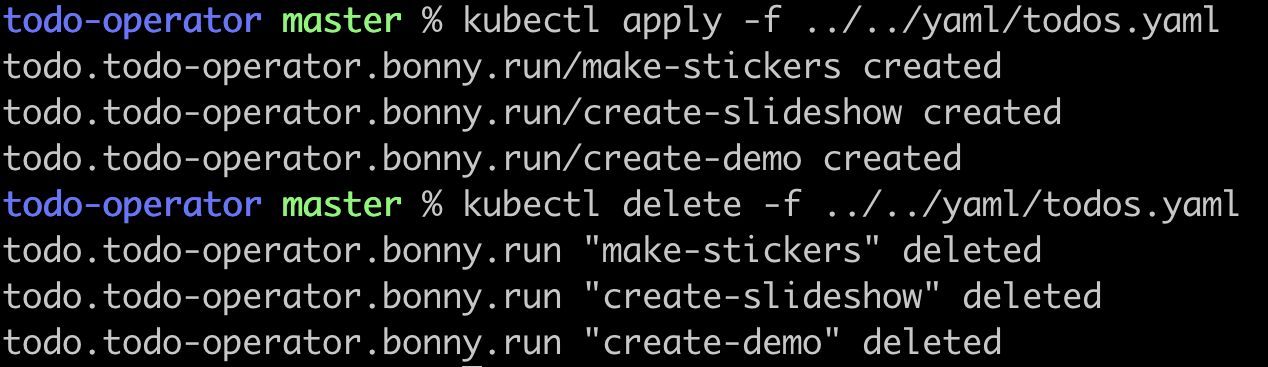 todo-operator master % kubectl apply -f ../../yaml/todos.yaml
todo.todo-operator.bonny.run/make-stickers created
todo.todo-operator.bonny.run/create-slideshow created
todo.todo-operator.bonny.run/create-demo created
todo-operator master % kubectl delete -f ../../yaml/todos.yaml
todo.todo-operator.bonny.run "make-stickers" deleted
todo.todo-operator.bonny.run "create-slideshow" deleted
todo.todo-operator.bonny.run "create-demo" deleted